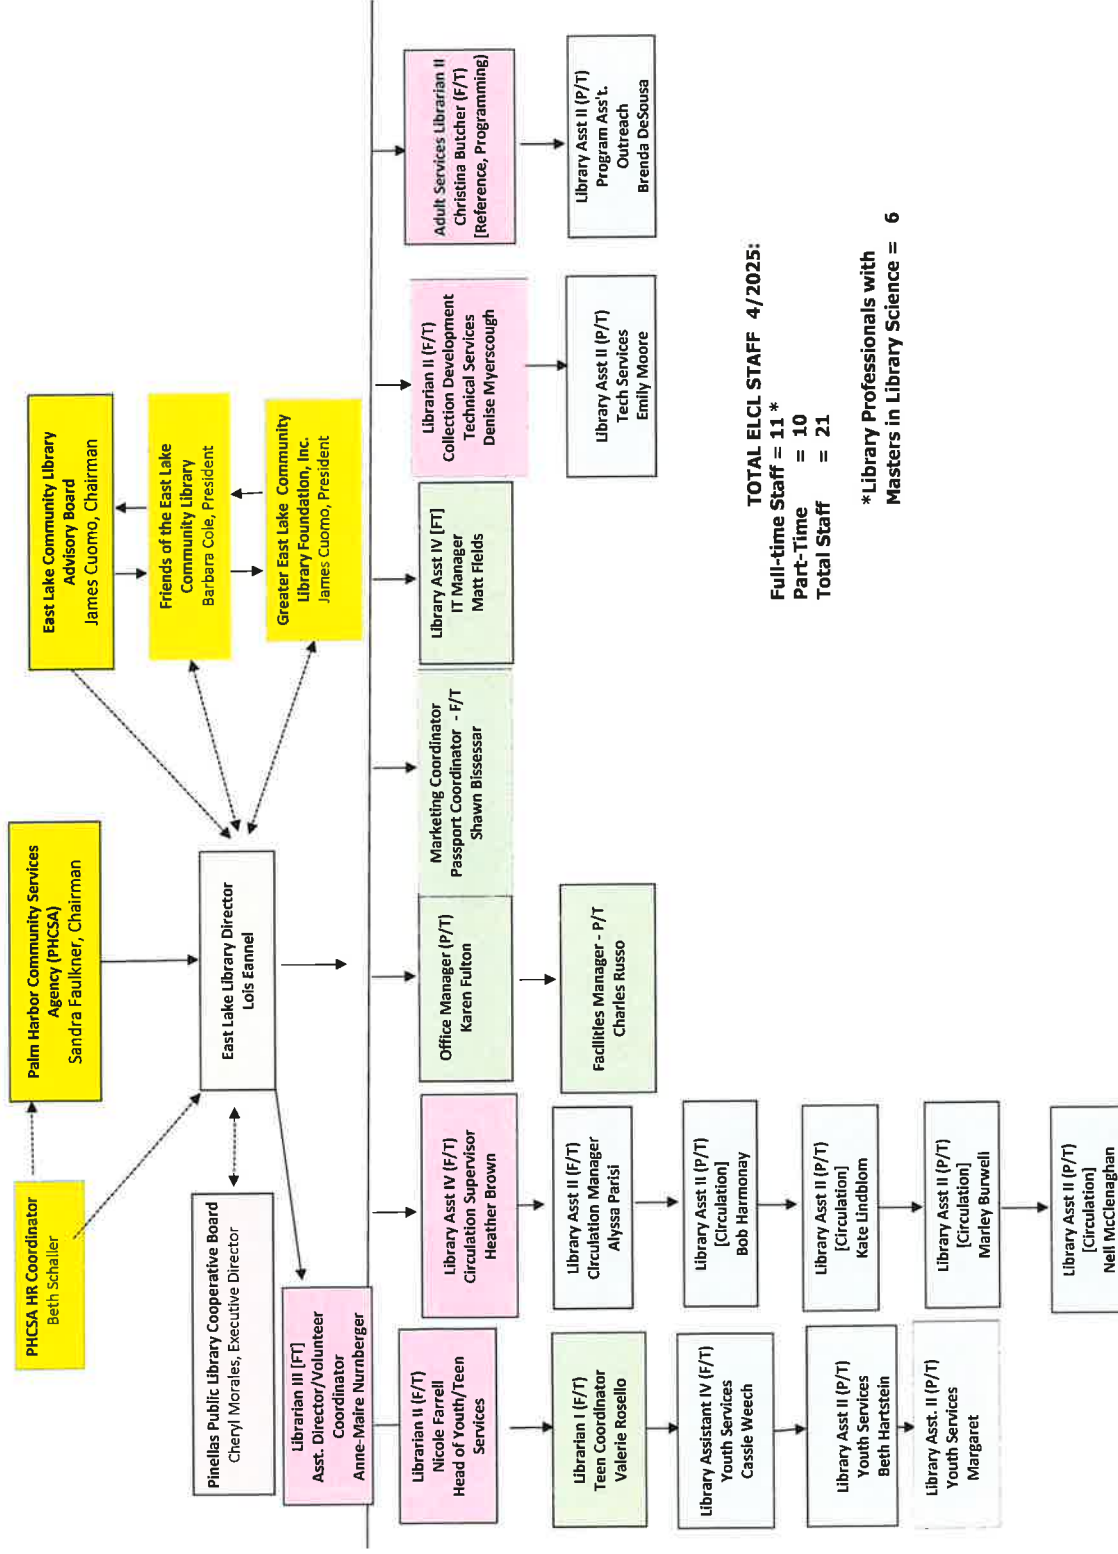 PHCSA HR Coordinator
Beth Schaller
Palm Harbor Community Services
Agency (PHCSA)
Sandra Faulkner, Chairman
East Lake Community Library
Advisory Board
James Cuomo, Chairman
Friends of the East Lake
Community Library
Barbara Cole, President
Greater East Lake Community
Library Foundation, Inc.
James Cuomo, President
Pinellas Public Library Cooperative Board
Cheryl Morales, Executive Director
East Lake Library Director
Lois Eannel
Librarian III [FT]
Asst. Director/Volunteer
Coordinator
Anne-Maire Nurnberger
Librarian II (F/T)
Nicole Farrell
Head of Youth/Teen
Services
Library Asst IV (F/T)
Circulation Supervisor
Heather Brown
Office Manager (P/T)
Karen Fulton
Marketing Coordinator
Passport Coordinator - F/T
Shawn Bissessar
Library Asst IV [FT]
IT Manager
Matt Fields
Librarian II (F/T)
Collection Development
Technical Services
Denise Myerscough
Adult Services Librarian II
Christina Butcher (F/T)
[Reference, Programming)
Librarian I (F/T)
Teen Coordinator
Valerie Rosello
Library Asst II (F/T)
Circulation Manager
Alyssa Parisi
Facilities Manager - P/T
Charles Russo
Library Asst II (P/T)
Tech Services
Emily Moore
Library Asst II (P/T)
Program Ass't.
Outreach
Brenda DeSousa
Library Assistant IV (F/T)
Youth Services
Cassie Weech
Library Asst II (P/T)
[Circulation]
Bob Harmonay
Library Asst II (P/T)
Youth Services
Beth Hartstein
Library Asst II (P/T)
[Circulation]
Kate Lindblom
Library Asst. II (P/T)
Youth Services
Margaret
Library Asst II (P/T)
[Circulation]
Marley Burwell
Library Asst II (P/T)
[Circulation]
Nell McClenaghan
TOTAL ELCL STAFF 4/2025:
Full-time Staff = 11 *
Part-Time = 10
Total Staff = 21
*Library Professionals with
Masters in Library Science = 6